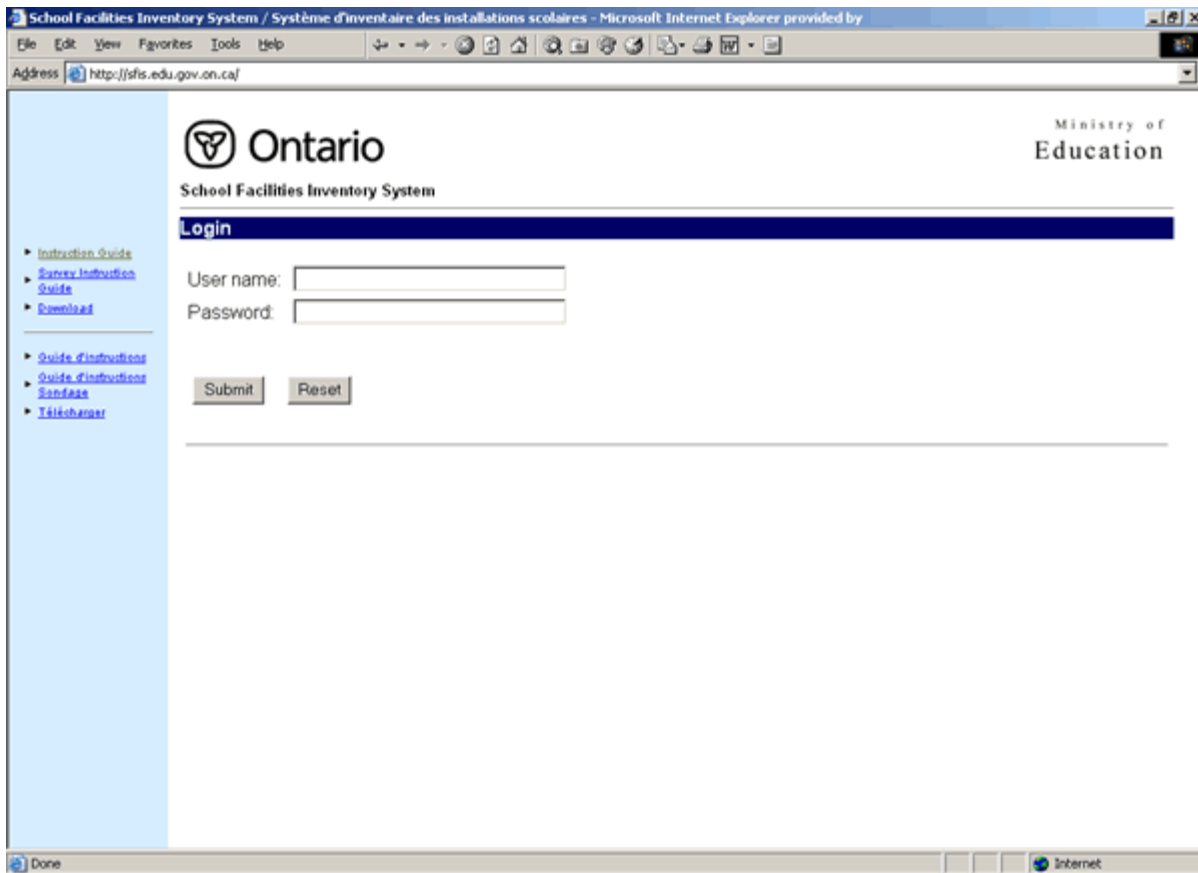 School Facilities Inventory System / Système d'inventaire des installations scolaires - Microsoft Internet Explorer provided by
File Edit View Favorites Tools Help
Address http://sfis.edu.gov.on.ca/
Ontario
Ministry of
Education
School Facilities Inventory System
Login
Instruction Guide
Survey Instruction
Guide
Download
Guide d'instructions
Guide d'instructions
Sondage
Télécharger
User name:
Password:
Submit Reset
Done Internet